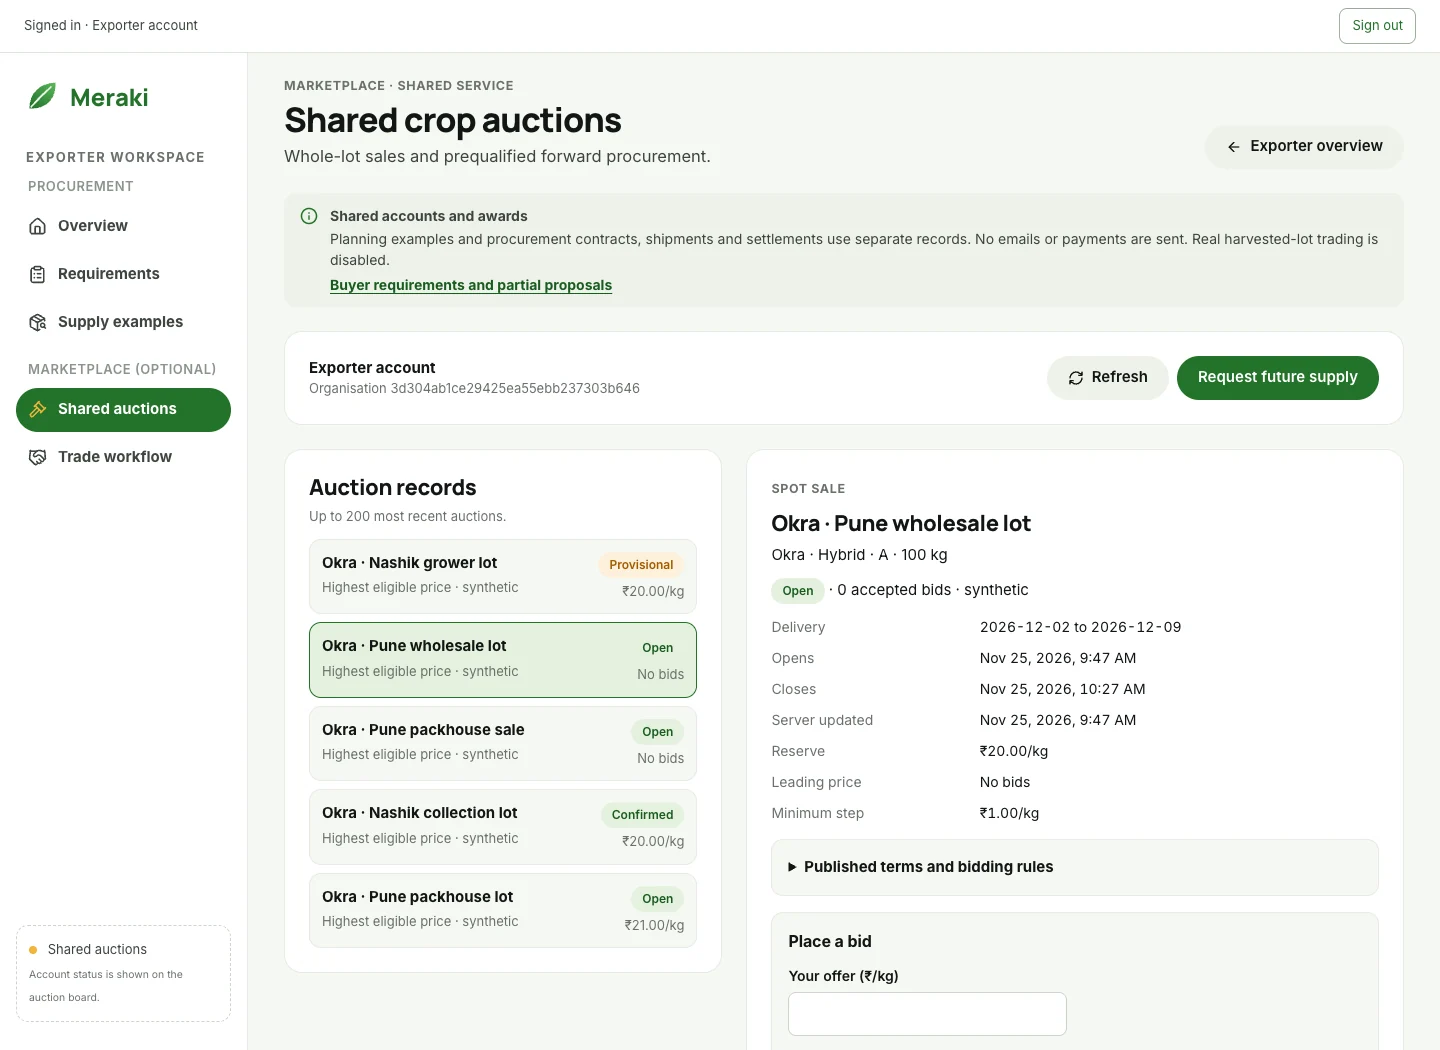 Signed in · Exporter account
Sign out
Meraki
EXPORTER WORKSPACE
PROCUREMENT
Overview
Requirements
Supply examples
MARKETPLACE (OPTIONAL)
Shared auctions
Trade workflow
Shared auctions
Account status is shown on the
auction board.
MARKETPLACE · SHARED SERVICE
Shared crop auctions
Whole-lot sales and prequalified forward procurement.
← Exporter overview
Shared accounts and awards
Planning examples and procurement contracts, shipments and settlements use separate records. No emails or payments are sent. Real harvested-lot trading is
disabled.
Buyer requirements and partial proposals
Exporter account
Organisation 3d304ab1ce29425ea55ebb237303b646
Refresh
Request future supply
Auction records
Up to 200 most recent auctions.
Okra · Nashik grower lot
Provisional
Highest eligible price · synthetic
₹20.00/kg
Okra · Pune wholesale lot
Open
Highest eligible price · synthetic
No bids
Okra · Pune packhouse sale
Open
Highest eligible price · synthetic
No bids
Okra · Nashik collection lot
Confirmed
Highest eligible price · synthetic
₹20.00/kg
Okra · Pune packhouse lot
Open
Highest eligible price · synthetic
₹21.00/kg
SPOT SALE
Okra · Pune wholesale lot
Okra · Hybrid · A · 100 kg
Open · 0 accepted bids · synthetic
Delivery 2026-12-02 to 2026-12-09
Opens Nov 25, 2026, 9:47 AM
Closes Nov 25, 2026, 10:27 AM
Server updated Nov 25, 2026, 9:47 AM
Reserve ₹20.00/kg
Leading price No bids
Minimum step ₹1.00/kg
Published terms and bidding rules
Place a bid
Your offer (₹/kg)